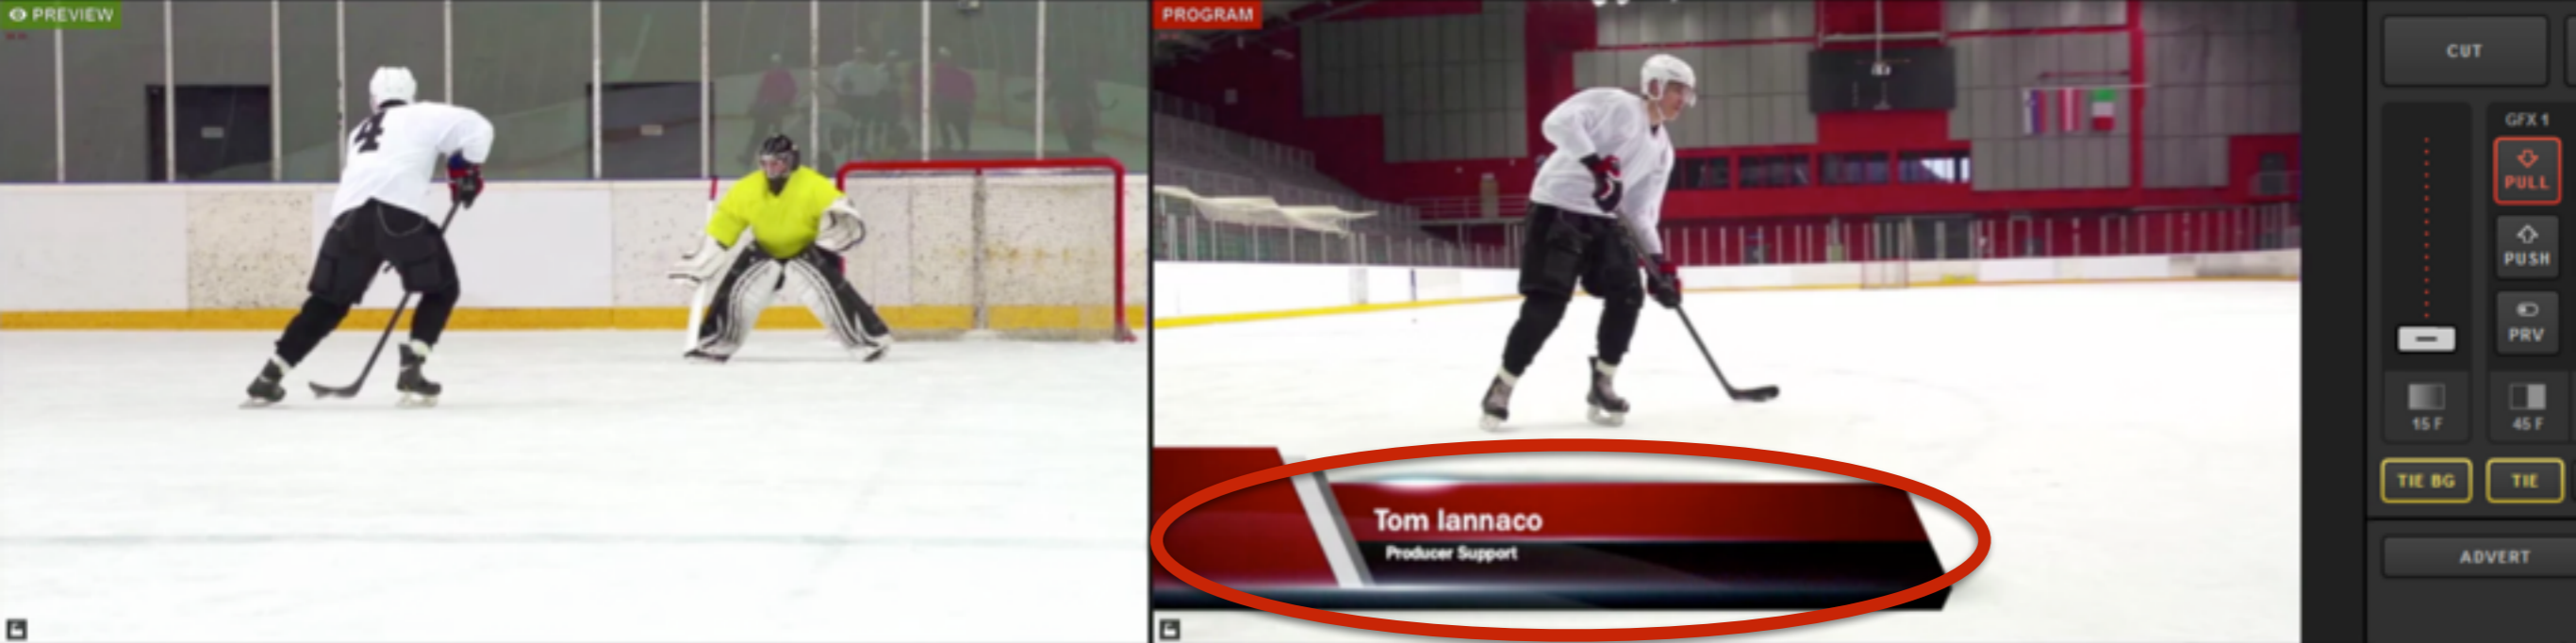 PREVIEW
4
PROGRAM
Tom Iannaco
Producer Support
CUT
GFX 1
PULL
PUSH
PRV
15 F
45 F
TIE BG
TIE
ADVERT